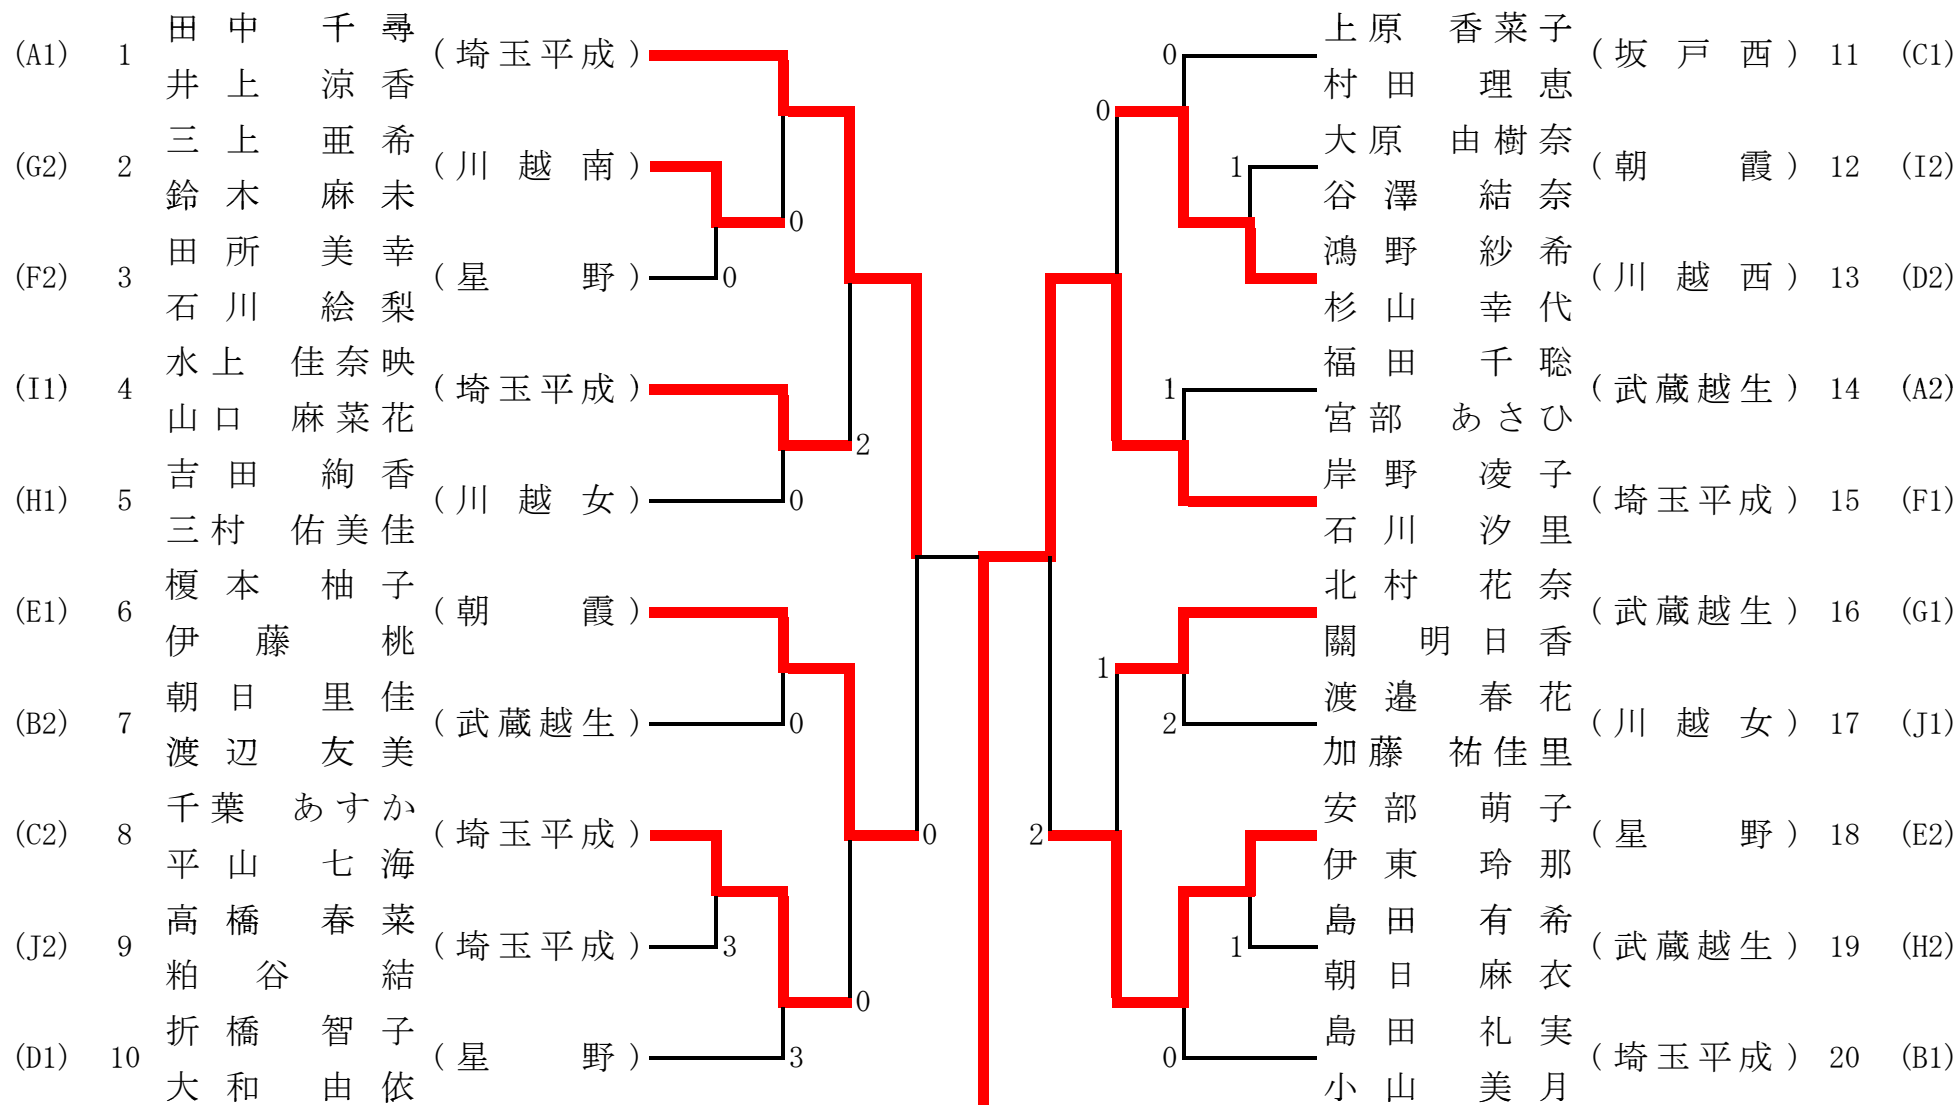 田中 千尋
(A1) 1 (埼玉平成)
井上 涼香
三上 亜希
(G2) 2 (川越南)
鈴木 麻未
0
田所 美幸
(F2) 3 (星野) 0
石川 絵梨
水上 佳奈映
(I1) 4 (埼玉平成)
山口 麻菜花
2
吉田 絢香
(H1) 5 (川越女) 0
三村 佑美佳
榎本 柚子
(E1) 6 (朝霞)
伊藤 桃
朝日 里佳
(B2) 7 (武蔵越生) 0
渡辺 友美
千葉 あすか
(C2) 8 (埼玉平成) 0
平山 七海
高橋 春菜
(J2) 9 (埼玉平成) 3
粕谷 結
0
折橋 智子
(D1) 10 (星野) 3
大和 由依
上原 香菜子
0 (坂戸西) 11 (C1)
村田 理恵
0
大原 由樹奈
1 (朝霞) 12 (I2)
谷澤 結奈
鴻野 紗希
(川越西) 13 (D2)
杉山 幸代
福田 千聡
1 (武蔵越生) 14 (A2)
宮部 あさひ
岸野 凌子
(埼玉平成) 15 (F1)
石川 汐里
北村 花奈
(武蔵越生) 16 (G1)
關 明日香
1
渡邉 春花
2 (川越女) 17 (J1)
加藤 祐佳里
安部 萌子
2 (星野) 18 (E2)
伊東 玲那
島田 有希
1 (武蔵越生) 19 (H2)
朝日 麻衣
島田 礼実
0 (埼玉平成) 20 (B1)
小山 美月